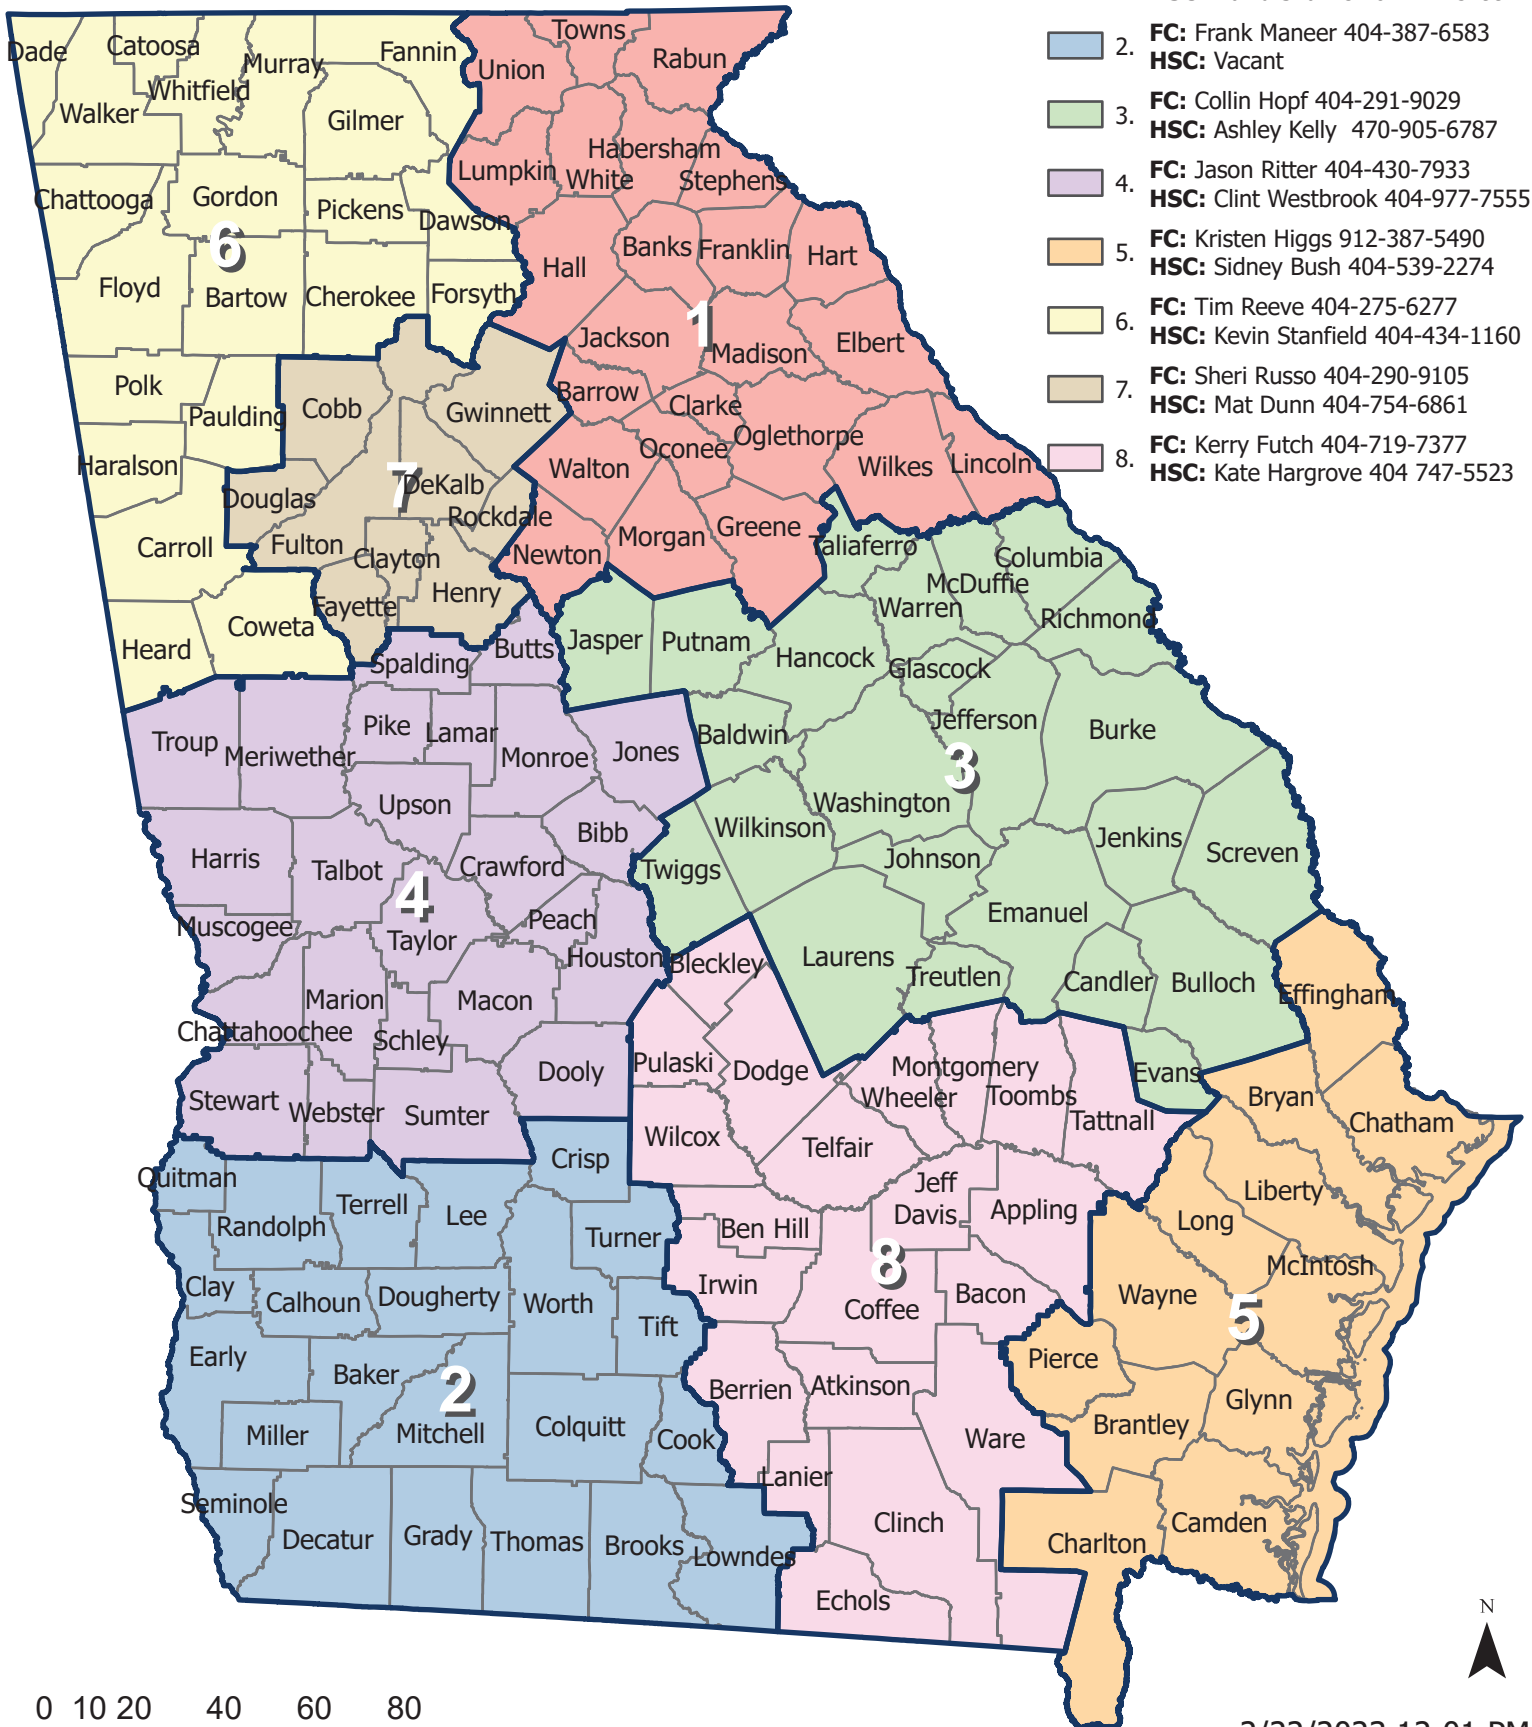 2. FC: Frank Maneer 404-387-6583
HSC: Vacant
3. FC: Collin Hopf 404-291-9029
HSC: Ashley Kelly 470-905-6787
4. FC: Jason Ritter 404-430-7933
HSC: Clint Westbrook 404-977-7555
5. FC: Kristen Higgs 912-387-5490
HSC: Sidney Bush 404-539-2274
6. FC: Tim Reeve 404-275-6277
HSC: Kevin Stanfield 404-434-1160
7. FC: Sheri Russo 404-290-9105
HSC: Mat Dunn 404-754-6861
8. FC: Kerry Futch 404-719-7377
HSC: Kate Hargrove 404 747-5523
Dade
Catoosa
Murray
Fannin
Whitfield
Walker
Gilmer
Chattooga
Gordon
Pickens
Dawson
6
Floyd
Bartow
Cherokee
Forsyth
Polk
Paulding
Haralson
Carroll
Coweta
Heard
Towns
Union
Rabun
Habersham
Lumpkin
White
Stephens
Banks
Franklin
Hart
Hall
1
Jackson
Madison
Elbert
Barrow
Clarke
Oconee
Oglethorpe
Walton
Wilkes
Lincoln
Newton
Morgan
Greene
Cobb
Gwinnett
7
DeKalb
Douglas
Rockdale
Fulton
Clayton
Henry
Fayette
Taliaferro
Columbia
McDuffie
Warren
Richmond
Jasper
Putnam
Hancock
Glascock
Jefferson
Burke
Baldwin
3
Washington
Wilkinson
Jenkins
Screven
Johnson
Twiggs
Emanuel
Laurens
Treutlen
Candler
Bulloch
Evans
Butts
Spalding
Pike
Lamar
Troup
Meriwether
Monroe
Jones
Upson
Bibb
Harris
Talbot
Crawford
4
Peach
Muscogee
Taylor
Houston
Marion
Macon
Chattahoochee
Schley
Dooly
Stewart
Webster
Sumter
Quitman
Crisp
Terrell
Lee
Randolph
Turner
Clay
Calhoun
Dougherty
Worth
Tift
Early
Baker
2
Miller
Mitchell
Colquitt
Cook
Seminole
Decatur
Grady
Thomas
Brooks
Lowndes
Bleckley
Pulaski
Dodge
Montgomery
Wheeler
Toombs
Tattnall
Wilcox
Telfair
Jeff
Davis
Appling
Ben Hill
8
Irwin
Coffee
Bacon
Berrien
Atkinson
Ware
Lanier
Clinch
Echols
Effingham
Bryan
Chatham
Liberty
Long
McIntosh
Wayne
5
Pierce
Glynn
Brantley
Camden
Charlton
N
0 10 20 40 60 80